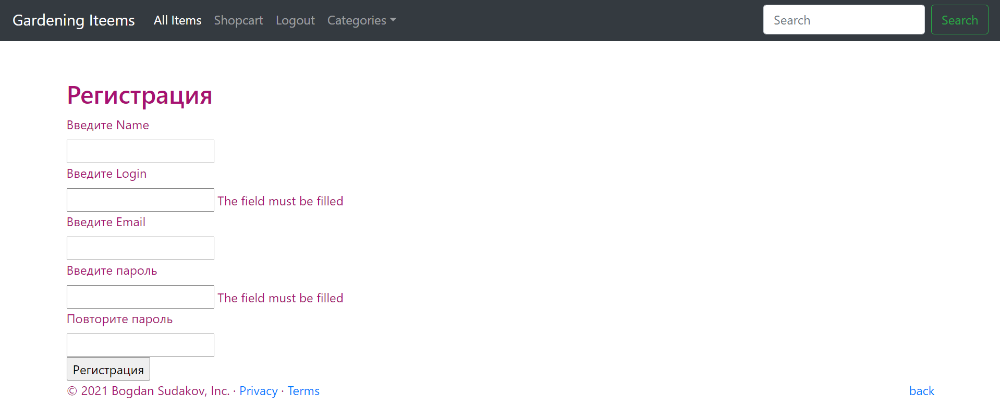 Gardening Iteems All Items Shopcart Logout Categories Search Search
Регистрация
Введите Name
Введите Login
The field must be filled
Введите Email
Введите пароль
The field must be filled
Повторите пароль
Регистрация
© 2021 Bogdan Sudakov, Inc. · Privacy · Terms back